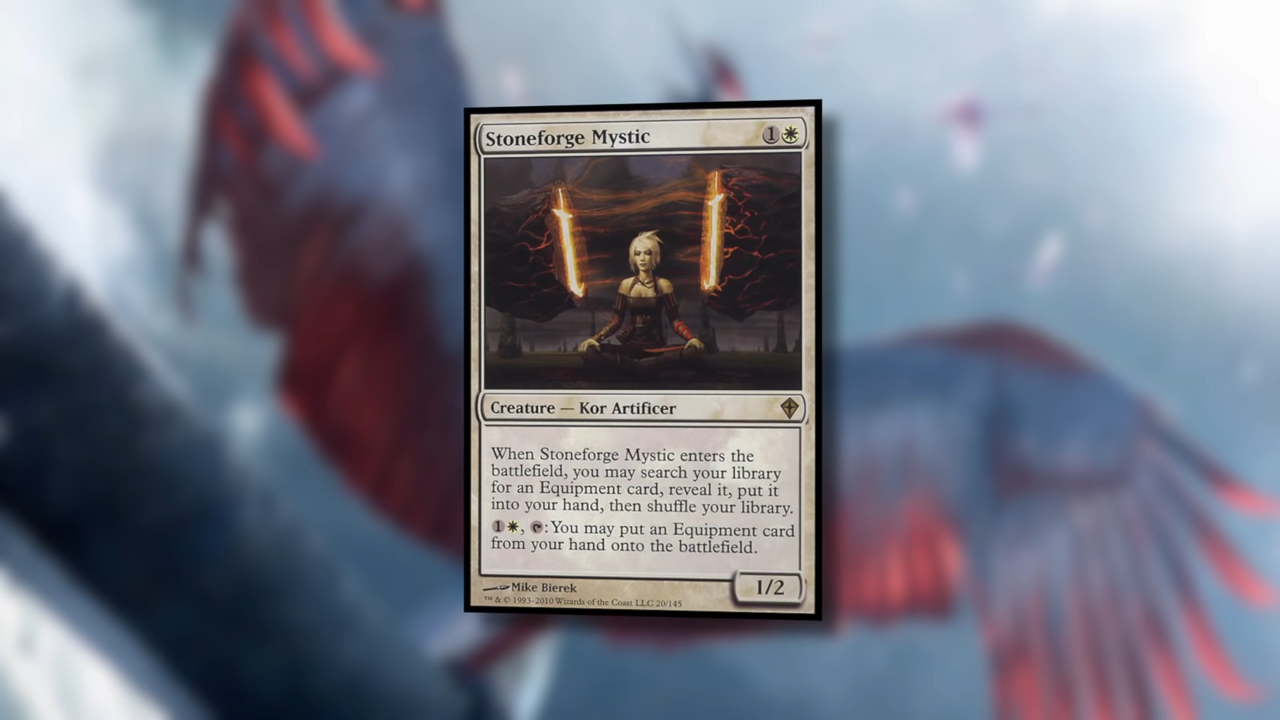 Stoneforge Mystic 1
Creature — Kor Artificer
When Stoneforge Mystic enters the
battlefield, you may search your library
for an Equipment card, reveal it, put it
into your hand, then shuffle your library.
1, : You may put an Equipment card
from your hand onto the battlefield.
1/2
Mike Bierek
™ & © 1993–2010 Wizards of the Coast LLC 20/145